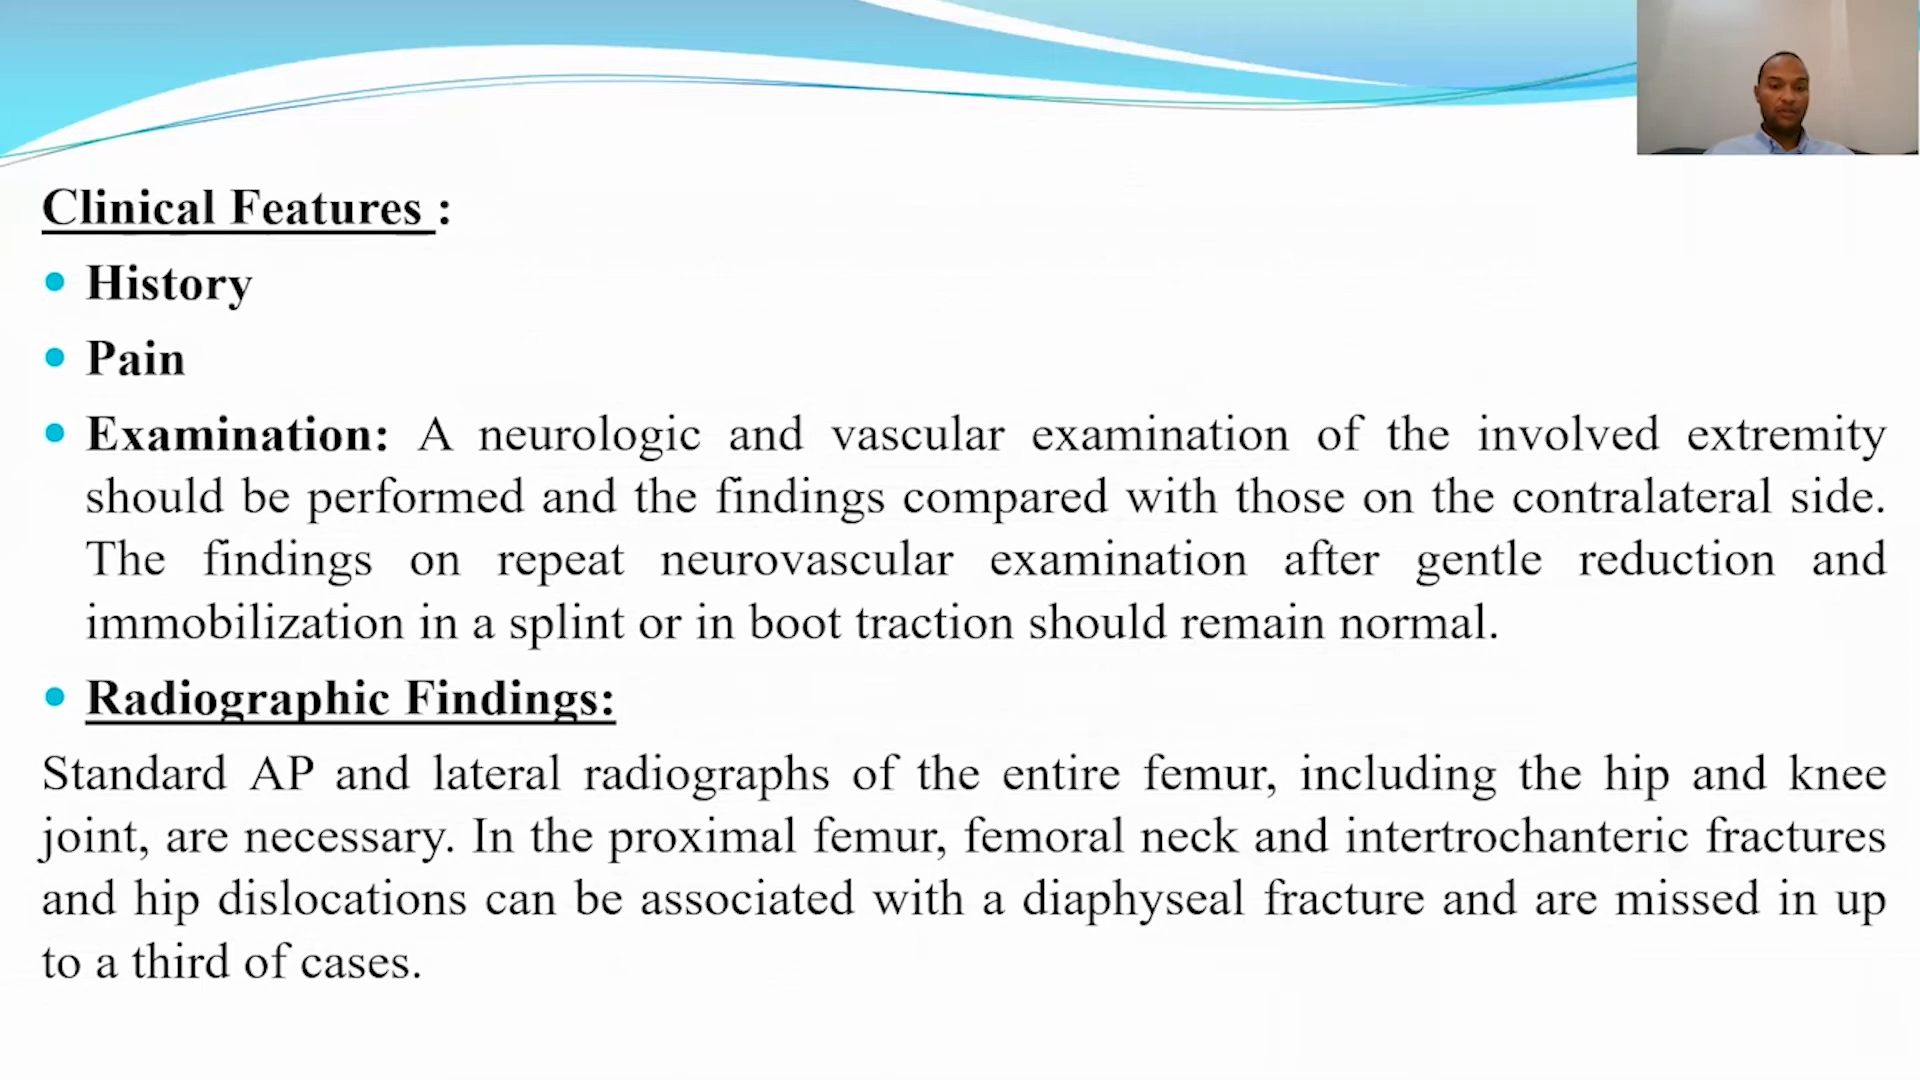 Clinical Features :
• History
• Pain
• Examination: A neurologic and vascular examination of the involved extremity
should be performed and the findings compared with those on the contralateral side.
The findings on repeat neurovascular examination after gentle reduction and
immobilization in a splint or in boot traction should remain normal.
• Radiographic Findings:
Standard AP and lateral radiographs of the entire femur, including the hip and knee
joint, are necessary. In the proximal femur, femoral neck and intertrochanteric fractures
and hip dislocations can be associated with a diaphyseal fracture and are missed in up
to a third of cases.